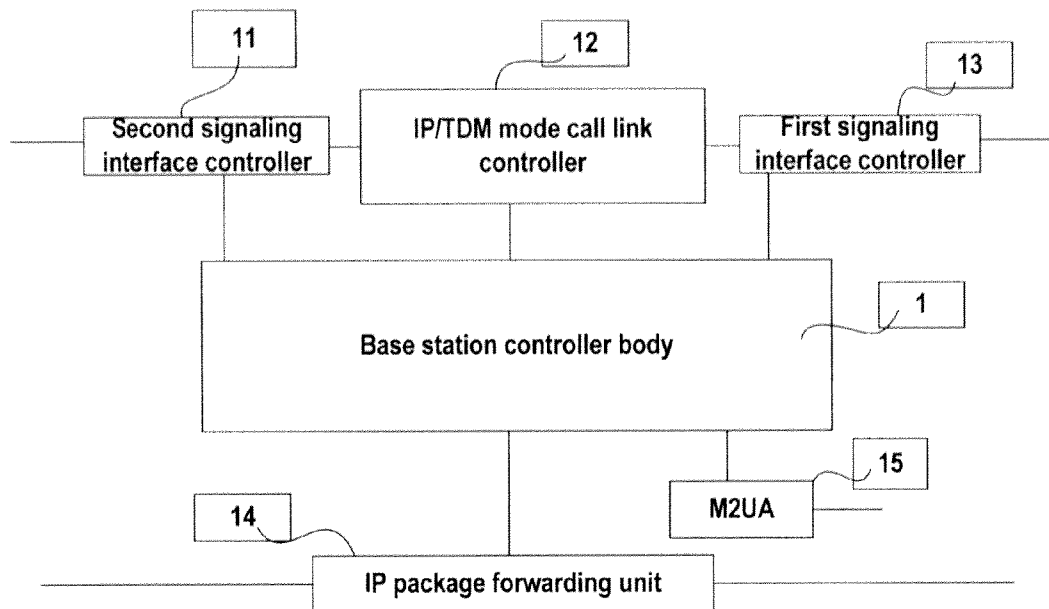 11
12
13
Second signaling
interface controller
IP/TDM mode call link
controller
First signaling
interface controller
1
Base station controller body
15
14
M2UA
IP package forwarding unit